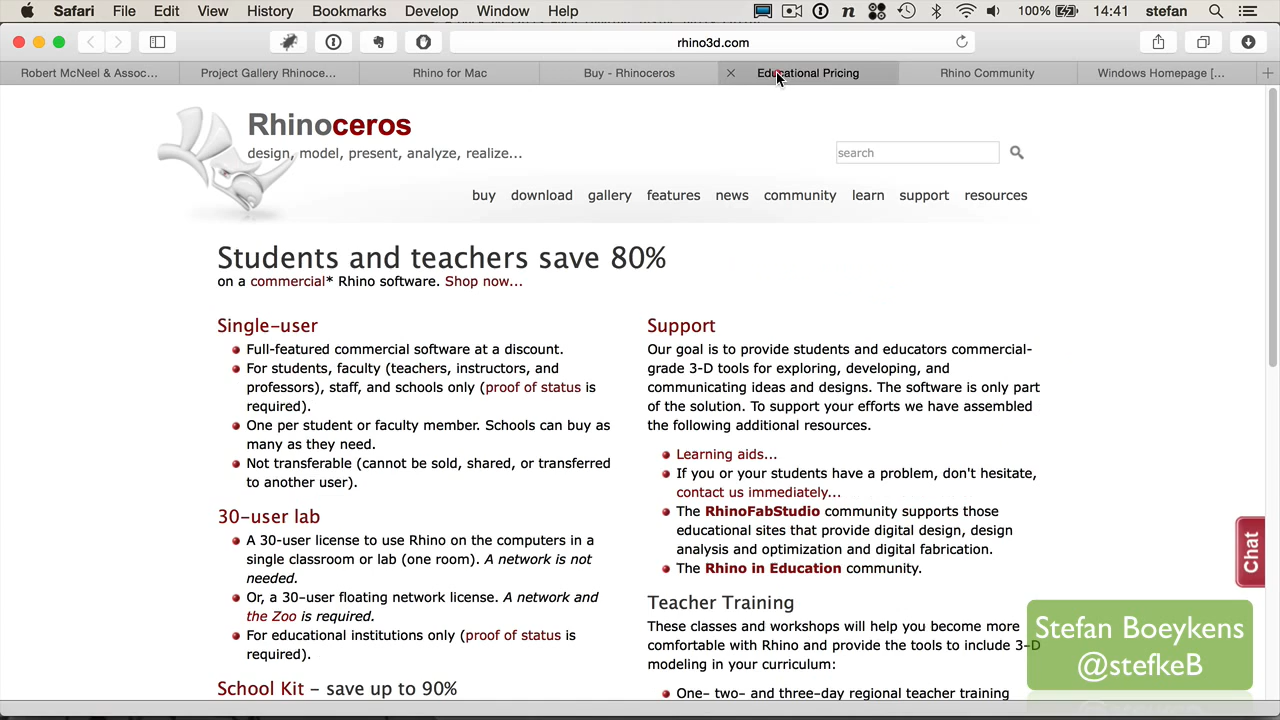 Safari File Edit View History Bookmarks Develop Window Help 100% 14:41 stefan
rhino3d.com
Robert McNeel & Assoc... Project Gallery Rhinoce... Rhino for Mac Buy - Rhinoceros Educational Pricing Rhino Community Windows Homepage [...
Rhinoceros
design, model, present, analyze, realize...
search
buy download gallery features news community learn support resources
Students and teachers save 80%
on a commercial* Rhino software. Shop now...
Single-user
Full-featured commercial software at a discount.
For students, faculty (teachers, instructors, and
professors), staff, and schools only (proof of status is
required).
One per student or faculty member. Schools can buy as
many as they need.
Not transferable (cannot be sold, shared, or transferred
to another user).
30-user lab
A 30-user license to use Rhino on the computers in a
single classroom or lab (one room). A network is not
needed.
Or, a 30-user floating network license. A network and
the Zoo is required.
For educational institutions only (proof of status is
required).
School Kit - save up to 90%
Support
Our goal is to provide students and educators commercial-
grade 3-D tools for exploring, developing, and
communicating ideas and designs. The software is only part
of the solution. To support your efforts we have assembled
the following additional resources.
Learning aids...
If you or your students have a problem, don't hesitate,
contact us immediately...
The RhinoFabStudio community supports those
educational sites that provide digital design, design
analysis and optimization and digital fabrication.
The Rhino in Education community.
Teacher Training
These classes and workshops will help you become more
comfortable with Rhino and provide the tools to include 3-D
modeling in your curriculum:
One- two- and three-day regional teacher training
Chat
Stefan Boeykens
@stefkeB